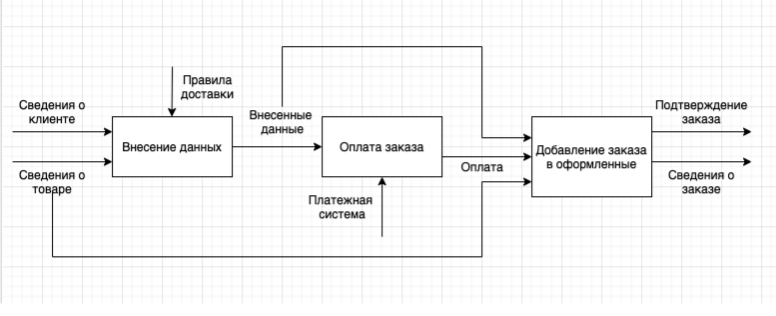 Правила
доставки
Сведения о
клиенте
Внесение данных
Сведения о
товаре
Внесенные
данные
Оплата заказа
Платежная
система
Оплата
Добавление заказа
в оформленные
Подтверждение
заказа
Сведения о
заказе